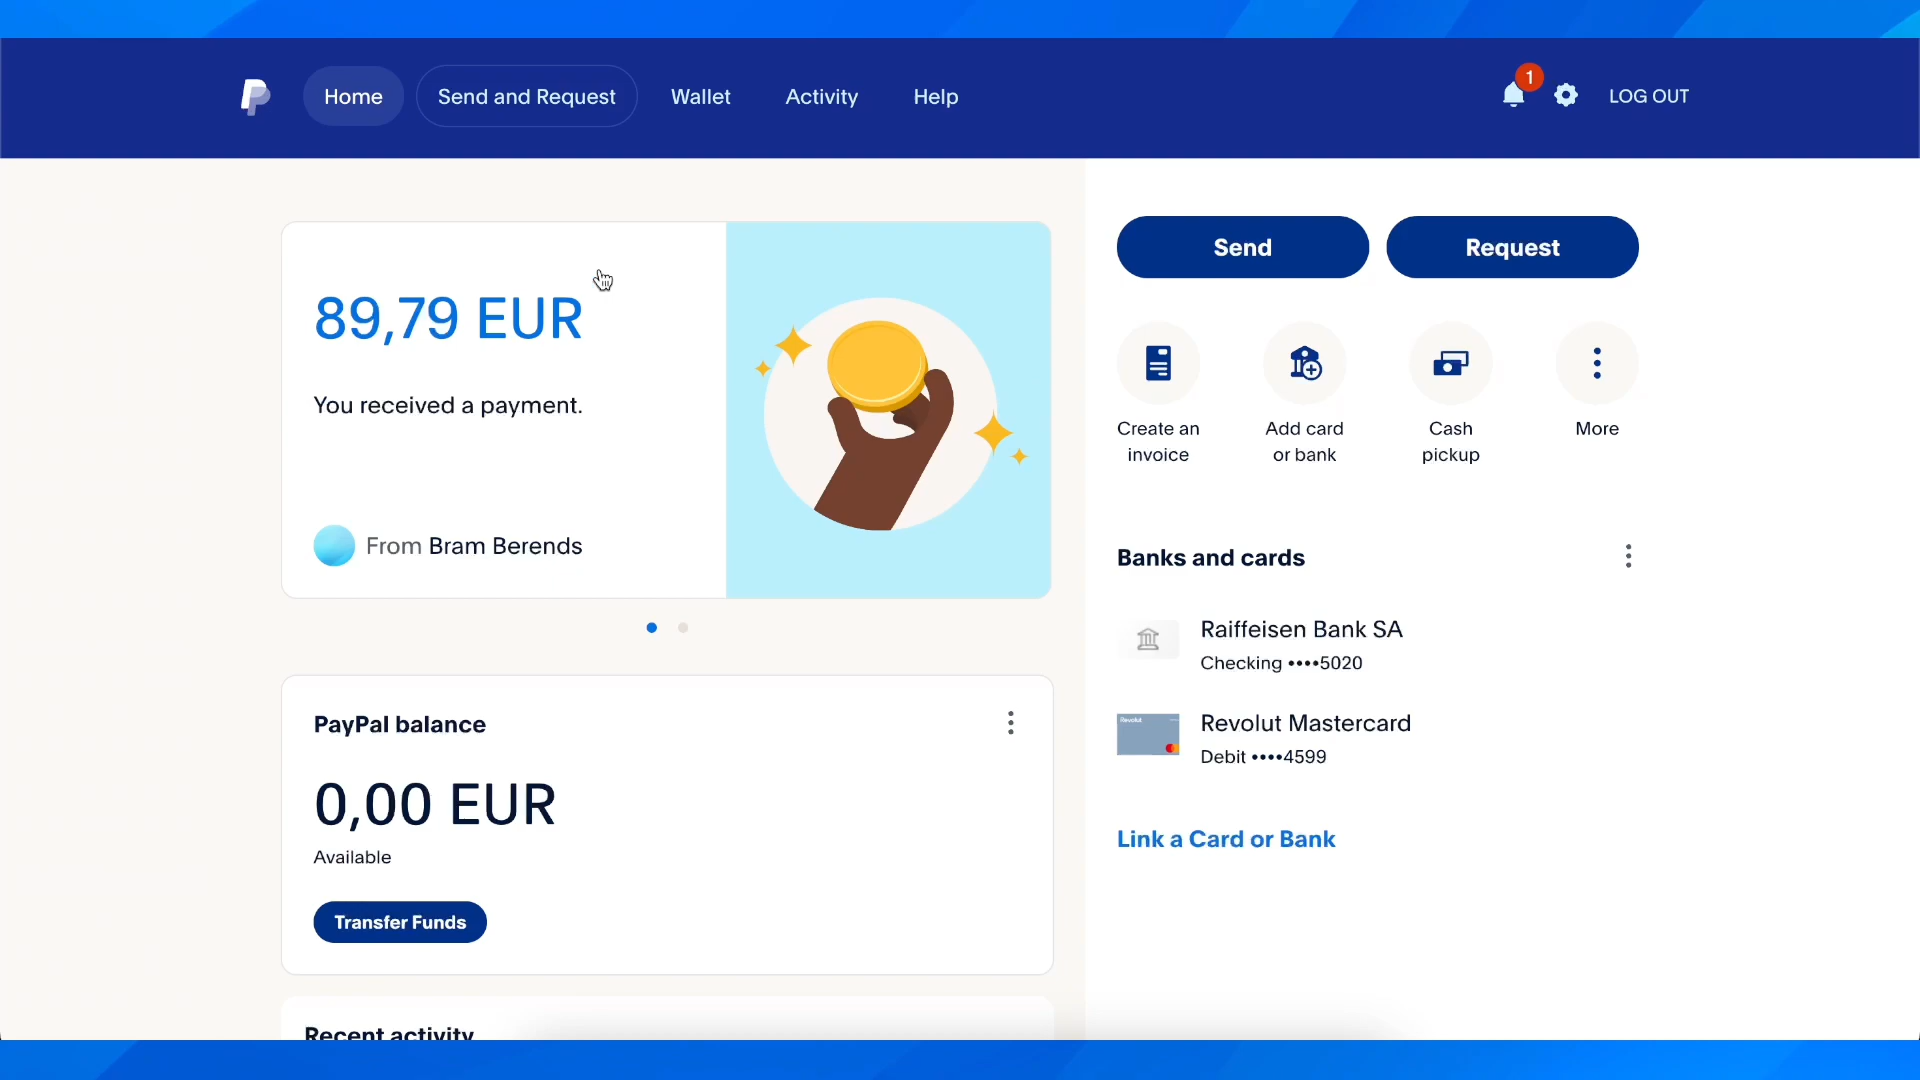 Home
Send and Request
Wallet
Activity
Help
1
LOG OUT
89,79 EUR
You received a payment.
From Bram Berends
Send
Request
Create an
invoice
Add card
or bank
Cash
pickup
More
Banks and cards
Raiffeisen Bank SA
Checking ••••5020
Revolut
Revolut Mastercard
Debit ••••4599
Link a Card or Bank
PayPal balance
0,00 EUR
Available
Transfer Funds
Recent activity